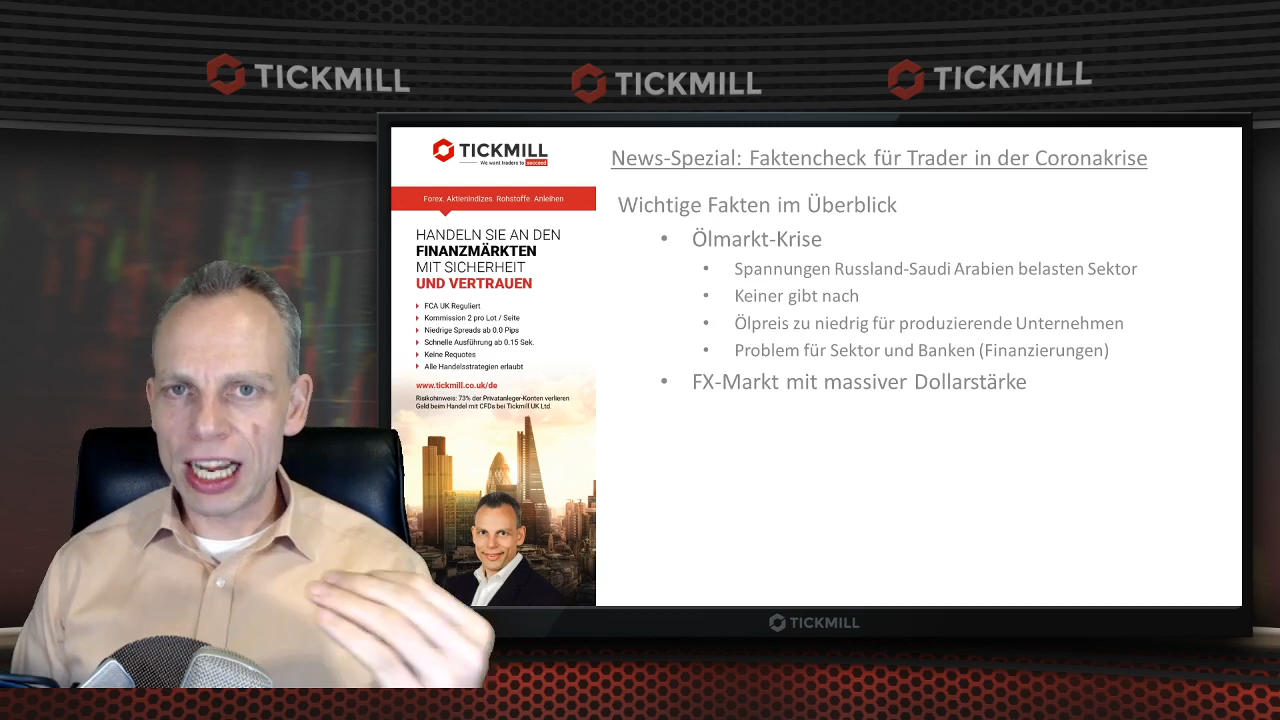 TICKMILL
TICKMILL
TICKMILL
TICKMILL
We want traders to succeed
Forex. Aktienindizes. Rohstoffe. Anleihen
HANDELN SIE AN DEN
FINANZMÄRKTEN
MIT SICHERHEIT
UND VERTRAUEN
FCA UK Reguliert
Kommission 2 pro Lot / Seite
Niedrige Spreads ab 0.0 Pips
Schnelle Ausführung ab 0.15 Sek.
Keine Requotes
Alle Handelsstrategien erlaubt
www.tickmill.co.uk/de
Risikohinweis: 73% der Privatanleger-Konten verlieren
Geld beim Handel mit CFDs bei Tickmill UK Ltd.
News-Spezial: Faktencheck für Trader in der Coronakrise
Wichtige Fakten im Überblick
• Ölmarkt-Krise
• Spannungen Russland-Saudi Arabien belasten Sektor
• Keiner gibt nach
• Ölpreis zu niedrig für produzierende Unternehmen
• Problem für Sektor und Banken (Finanzierungen)
• FX-Markt mit massiver Dollarstärke
TICKMILL